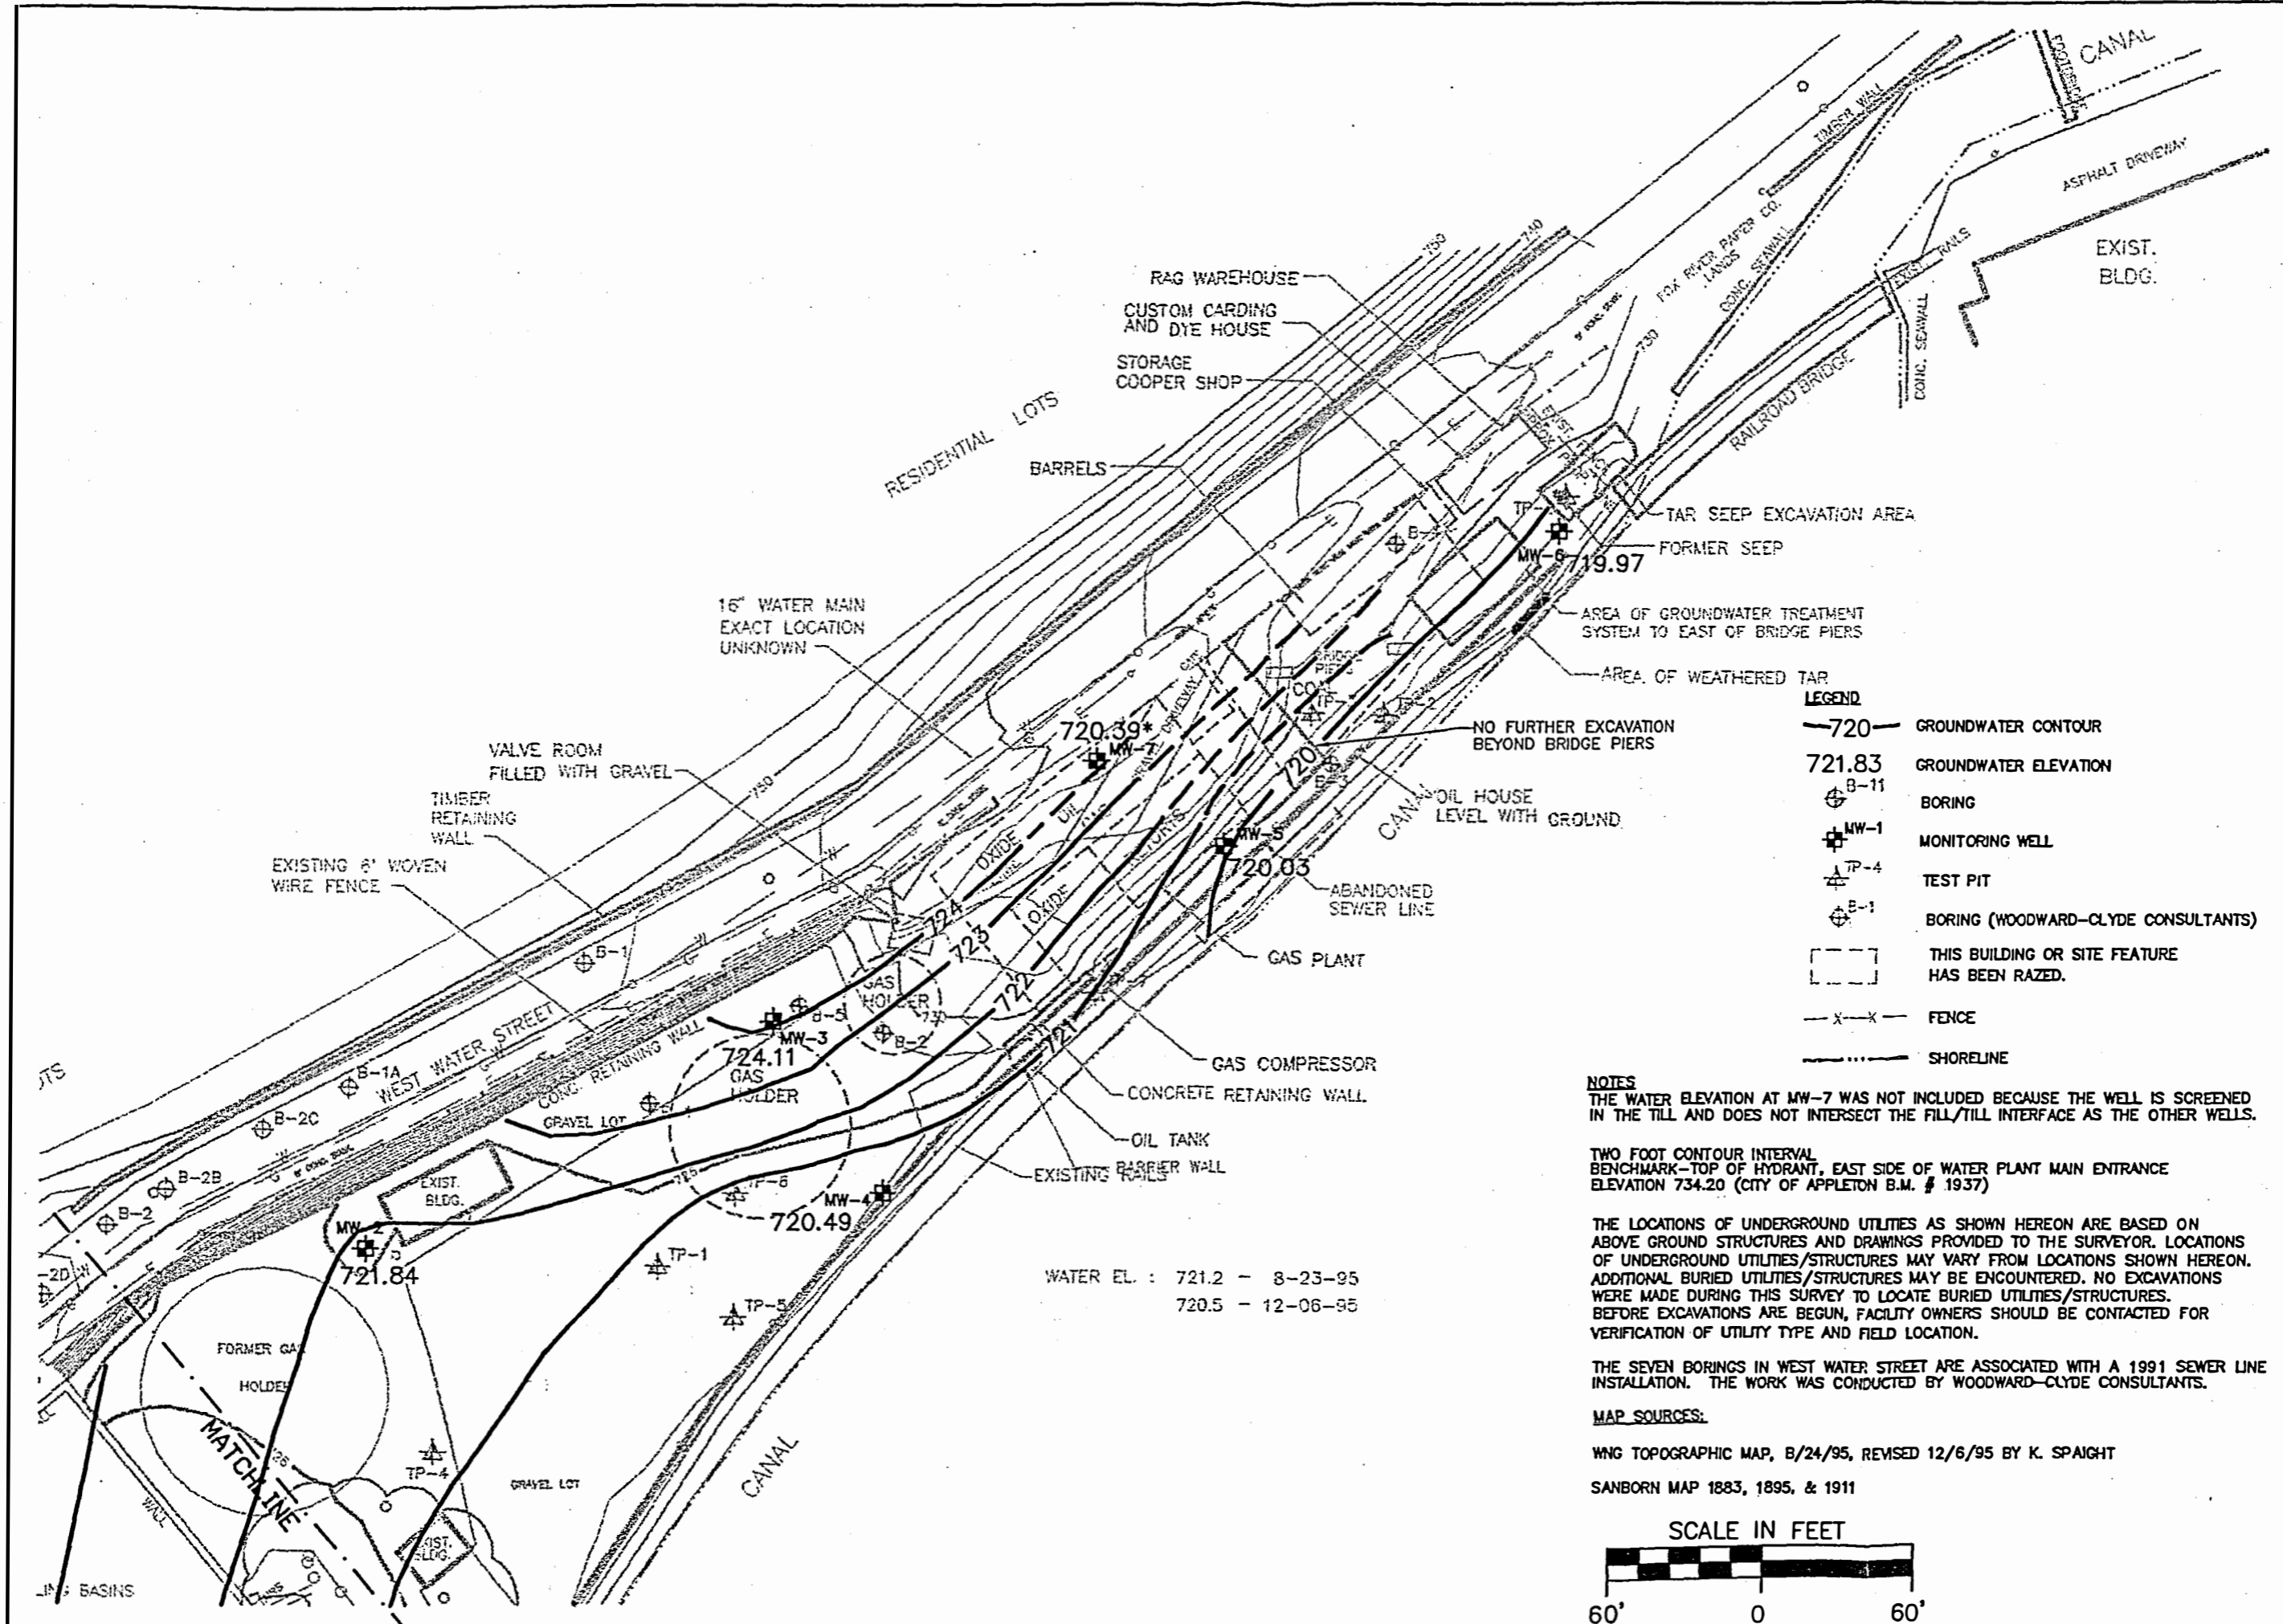 CANAL
FOOTBRIDGE
TIMBER WALL
ASPHALT DRIVEWAY
EXIST.
BLDG.
FOX RIVER PAPER CO.
LANDS
CONC. SEAWALL
EXIST. RAILS
CONC. SEAWALL
RAILROAD BRIDGE
750
740
730
RAG WAREHOUSE
CUSTOM CARDING
AND DYE HOUSE
STORAGE
COOPER SHOP
BARRELS
RESIDENTIAL LOTS
TAR SEEP EXCAVATION AREA
FORMER SEEP
MW-6
719.97
AREA OF GROUNDWATER TREATMENT
SYSTEM TO EAST OF BRIDGE PIERS
AREA OF WEATHERED TAR
16" WATER MAIN
EXACT LOCATION
UNKNOWN
BRIDGE
PIERS
NO FURTHER EXCAVATION
BEYOND BRIDGE PIERS
720.39*
MW-7
VALVE ROOM
FILLED WITH GRAVEL
750
TIMBER
RETAINING
WALL
EXISTING 6' WOVEN
WIRE FENCE
720
CANAL
OIL HOUSE
LEVEL WITH GROUND
MW-5
720.03
ABANDONED
SEWER LINE
OXIDE
OIL
OXIDE
RETORTS
GAS PLANT
724
723
722
721
GAS
HOLDER
730
B-1
B-5
B-2
MW-3
724.11
GAS
HOLDER
GAS COMPRESSOR
CONCRETE RETAINING WALL
OIL TANK
BARRIER WALL
EXISTING RAILS
WEST WATER STREET
CONC. RETAINING WALL
GRAVEL LOT
B-1A
B-2C
B-2B
B-2
-2D
EXIST.
BLDG.
725
TP-6
MW-4
720.49
MW-2
721.84
TP-1
TP-5
WATER EL. : 721.2 - 8-23-95
720.5 - 12-06-95
FORMER GAS
HOLDER
MATCHLINE
TP-4
GRAVEL LOT
CANAL
WALL
EXIST.
BLDG.
LING BASINS
LEGEND
720 GROUNDWATER CONTOUR
721.83 GROUNDWATER ELEVATION
B-11 BORING
MW-1 MONITORING WELL
TP-4 TEST PIT
B-1 BORING (WOODWARD-CLYDE CONSULTANTS)
THIS BUILDING OR SITE FEATURE
HAS BEEN RAZED.
X X FENCE
SHORELINE
NOTES
THE WATER ELEVATION AT MW-7 WAS NOT INCLUDED BECAUSE THE WELL IS SCREENED
IN THE TILL AND DOES NOT INTERSECT THE FILL/TILL INTERFACE AS THE OTHER WELLS.
TWO FOOT CONTOUR INTERVAL
BENCHMARK-TOP OF HYDRANT, EAST SIDE OF WATER PLANT MAIN ENTRANCE
ELEVATION 734.20 (CITY OF APPLETON B.M. # 1937)
THE LOCATIONS OF UNDERGROUND UTILITIES AS SHOWN HEREON ARE BASED ON
ABOVE GROUND STRUCTURES AND DRAWINGS PROVIDED TO THE SURVEYOR. LOCATIONS
OF UNDERGROUND UTILITIES/STRUCTURES MAY VARY FROM LOCATIONS SHOWN HEREON.
ADDITIONAL BURIED UTILITIES/STRUCTURES MAY BE ENCOUNTERED. NO EXCAVATIONS
WERE MADE DURING THIS SURVEY TO LOCATE BURIED UTILITIES/STRUCTURES.
BEFORE EXCAVATIONS ARE BEGUN, FACILITY OWNERS SHOULD BE CONTACTED FOR
VERIFICATION OF UTILITY TYPE AND FIELD LOCATION.
THE SEVEN BORINGS IN WEST WATER STREET ARE ASSOCIATED WITH A 1991 SEWER LINE
INSTALLATION. THE WORK WAS CONDUCTED BY WOODWARD-CLYDE CONSULTANTS.
MAP SOURCES:
WNG TOPOGRAPHIC MAP, 8/24/95, REVISED 12/6/95 BY K. SPAIGHT
SANBORN MAP 1883, 1895, & 1911
SCALE IN FEET
60' 0 60'